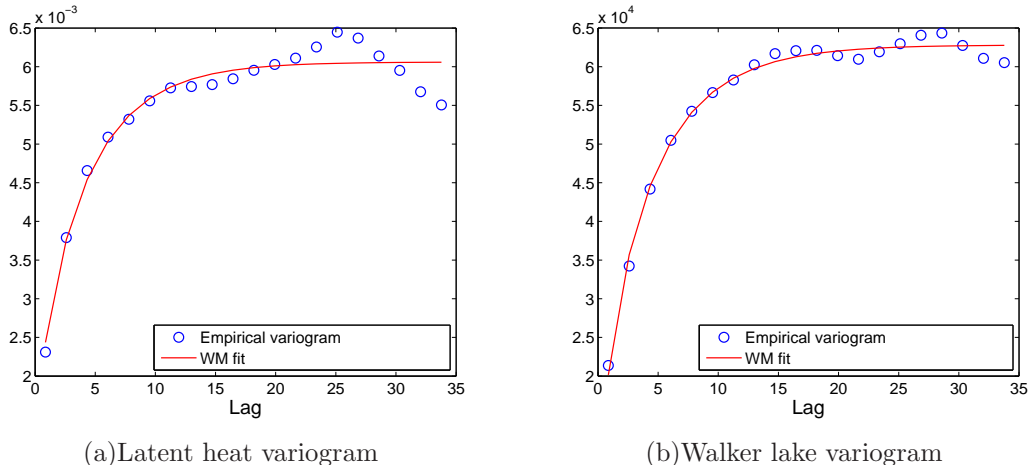 x 10⁻³
6.5
6
5.5
5
4.5
4
3.5
3
2.5
2
0 5 10 15 20 25 30 35
Lag
Empirical variogram
WM fit
(a)Latent heat variogram
x 10⁴
6.5
6
5.5
5
4.5
4
3.5
3
2.5
2
0 5 10 15 20 25 30 35
Lag
Empirical variogram
WM fit
(b)Walker lake variogram